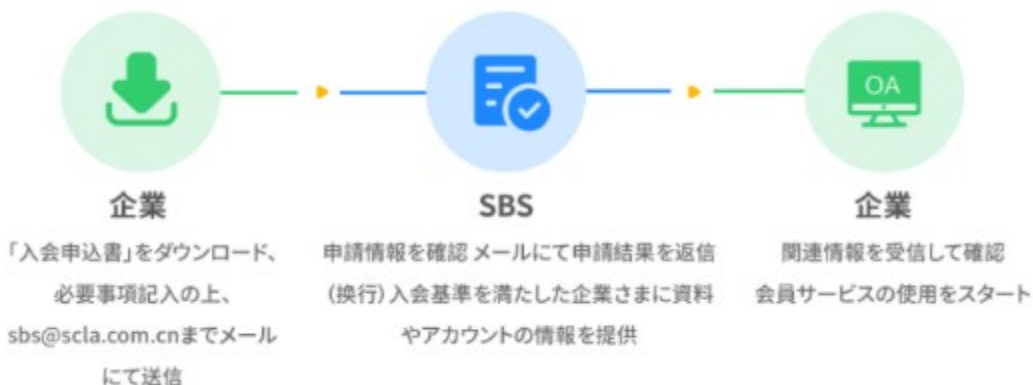 OA
企業
「入会申込書」をダウンロード、
必要事項記入の上、
sbs@scla.com.cnまでメール
にて送信
SBS
申請情報を確認 メールにて申請結果を返信
(换行)入会基準を満たした企業さまに資料
やアカウントの情報を提供
企業
関連情報を受信して確認
会員サービスの使用をスタート